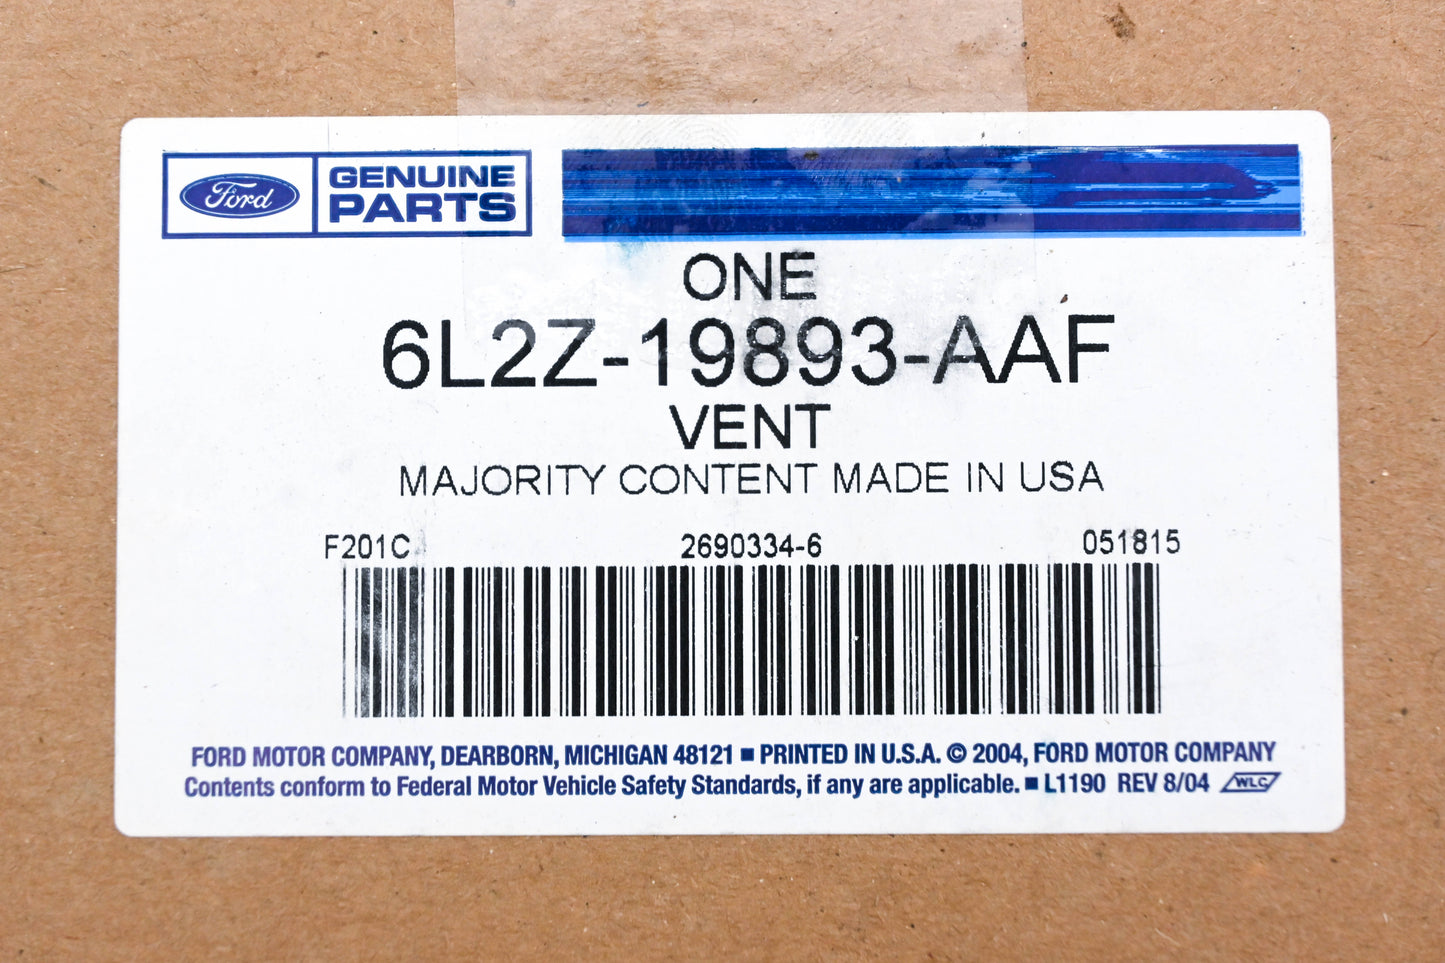 Ford GENUINE
PARTS
ONE
6L2Z-19893-AAF
VENT
MAJORITY CONTENT MADE IN USA
F201C 2690334-6 051815
FORD MOTOR COMPANY, DEARBORN, MICHIGAN 48121 ■ PRINTED IN U.S.A. © 2004, FORD MOTOR COMPANY
Contents conform to Federal Motor Vehicle Safety Standards, if any are applicable. ■ L1190 REV 8/04 WLC